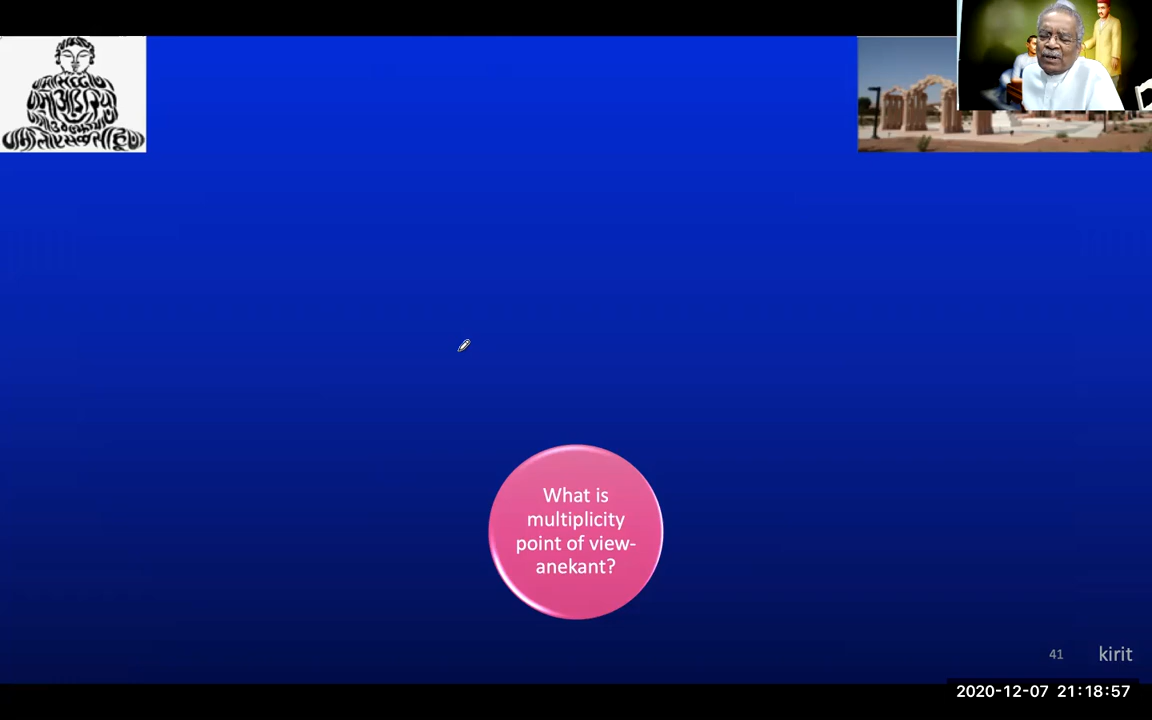 What is
multiplicity
point of view-
anekant?
41
kirit
2020-12-07 21:18:57